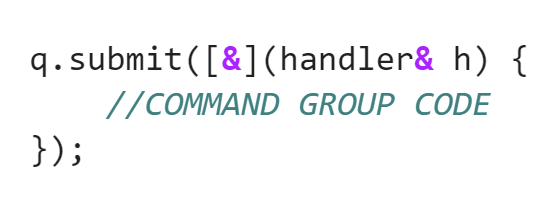 q.submit([&](handler& h) {
    //COMMAND GROUP CODE
});